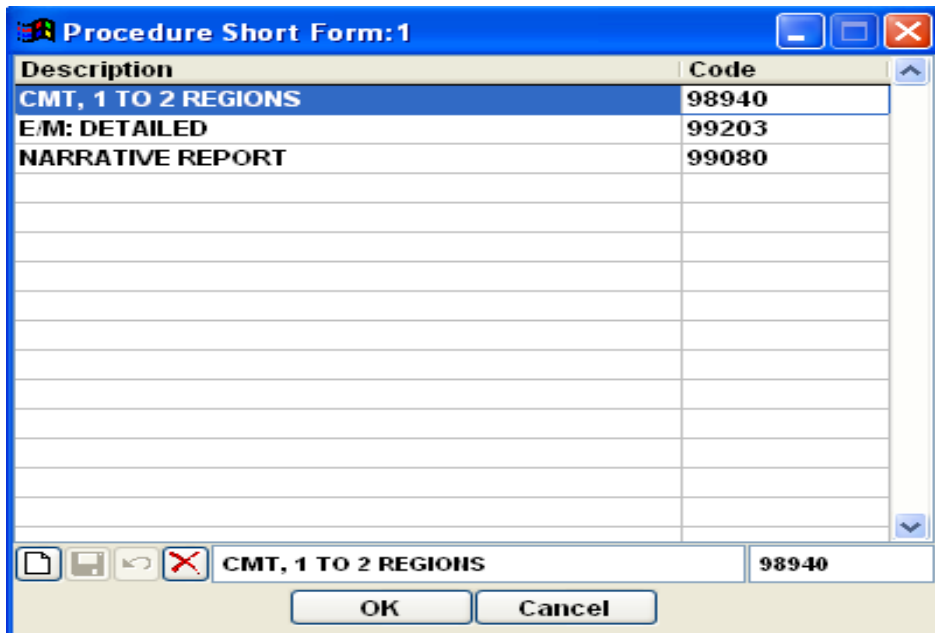 Procedure Short Form:1
Description Code
CMT, 1 TO 2 REGIONS 98940
E/M: DETAILED 99203
NARRATIVE REPORT 99080
CMT, 1 TO 2 REGIONS 98940
OK Cancel